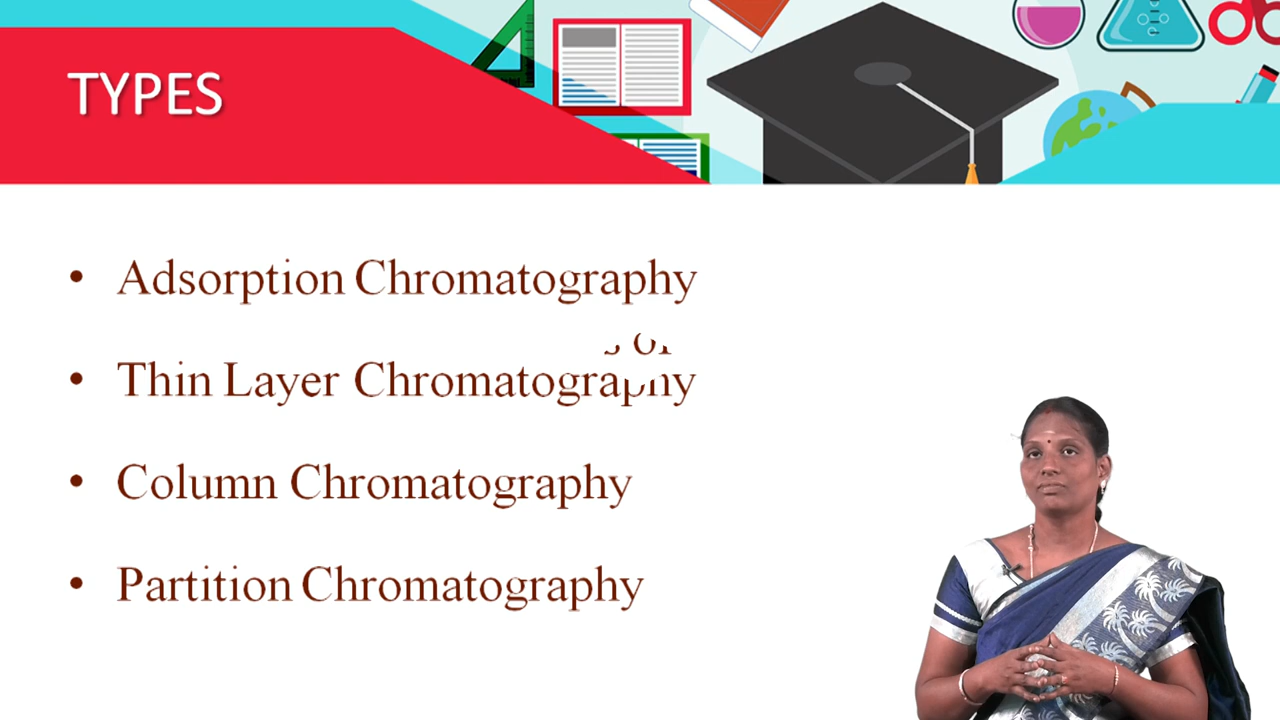 TYPES
• Adsorption Chromatography
• Thin Layer Chromatography
• Column Chromatography
• Partition Chromatography